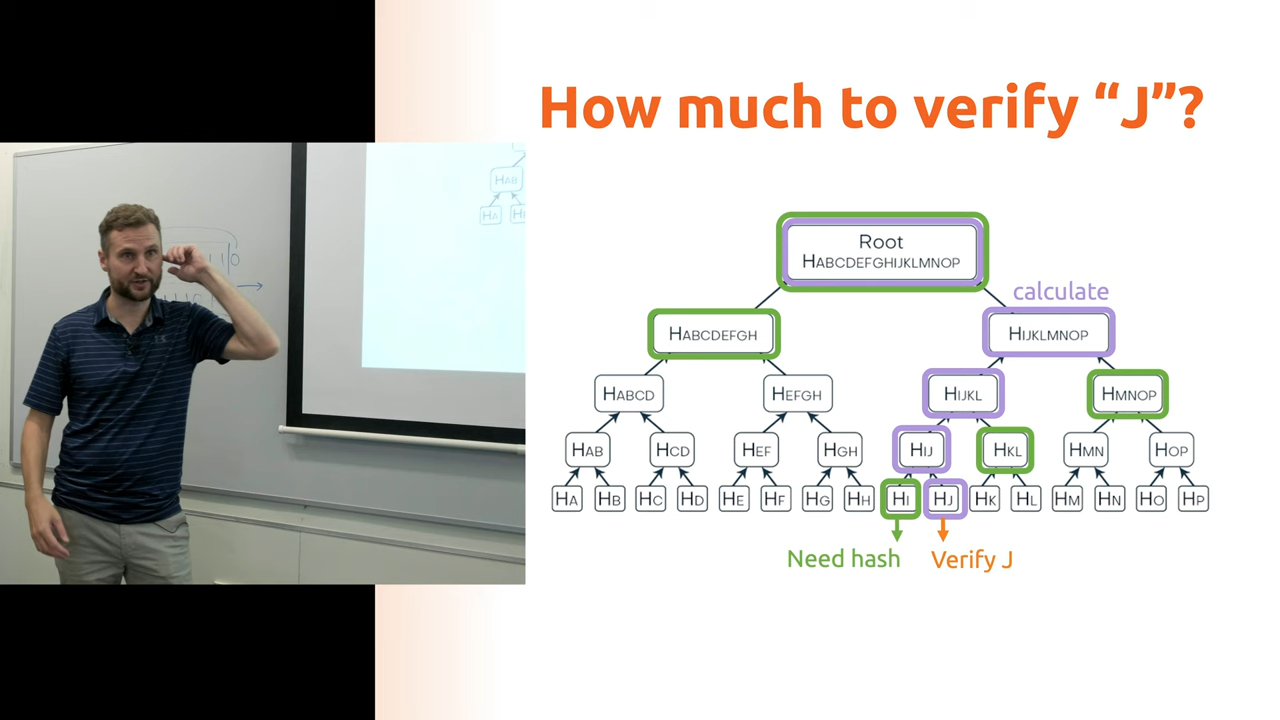 How much to verify “J”?
Root
HABCDEFGHIJKLMNOP
calculate
HABCDEFGH
HIJKLMNOP
HABCD
HEFGH
HIJKL
HMNOP
HAB
HCD
HEF
HGH
HIJ
HKL
HMN
HOP
HA
HB
HC
HD
HE
HF
HG
HH
HI
HJ
HK
HL
HM
HN
HO
HP
Need hash
Verify J
HAB
HA